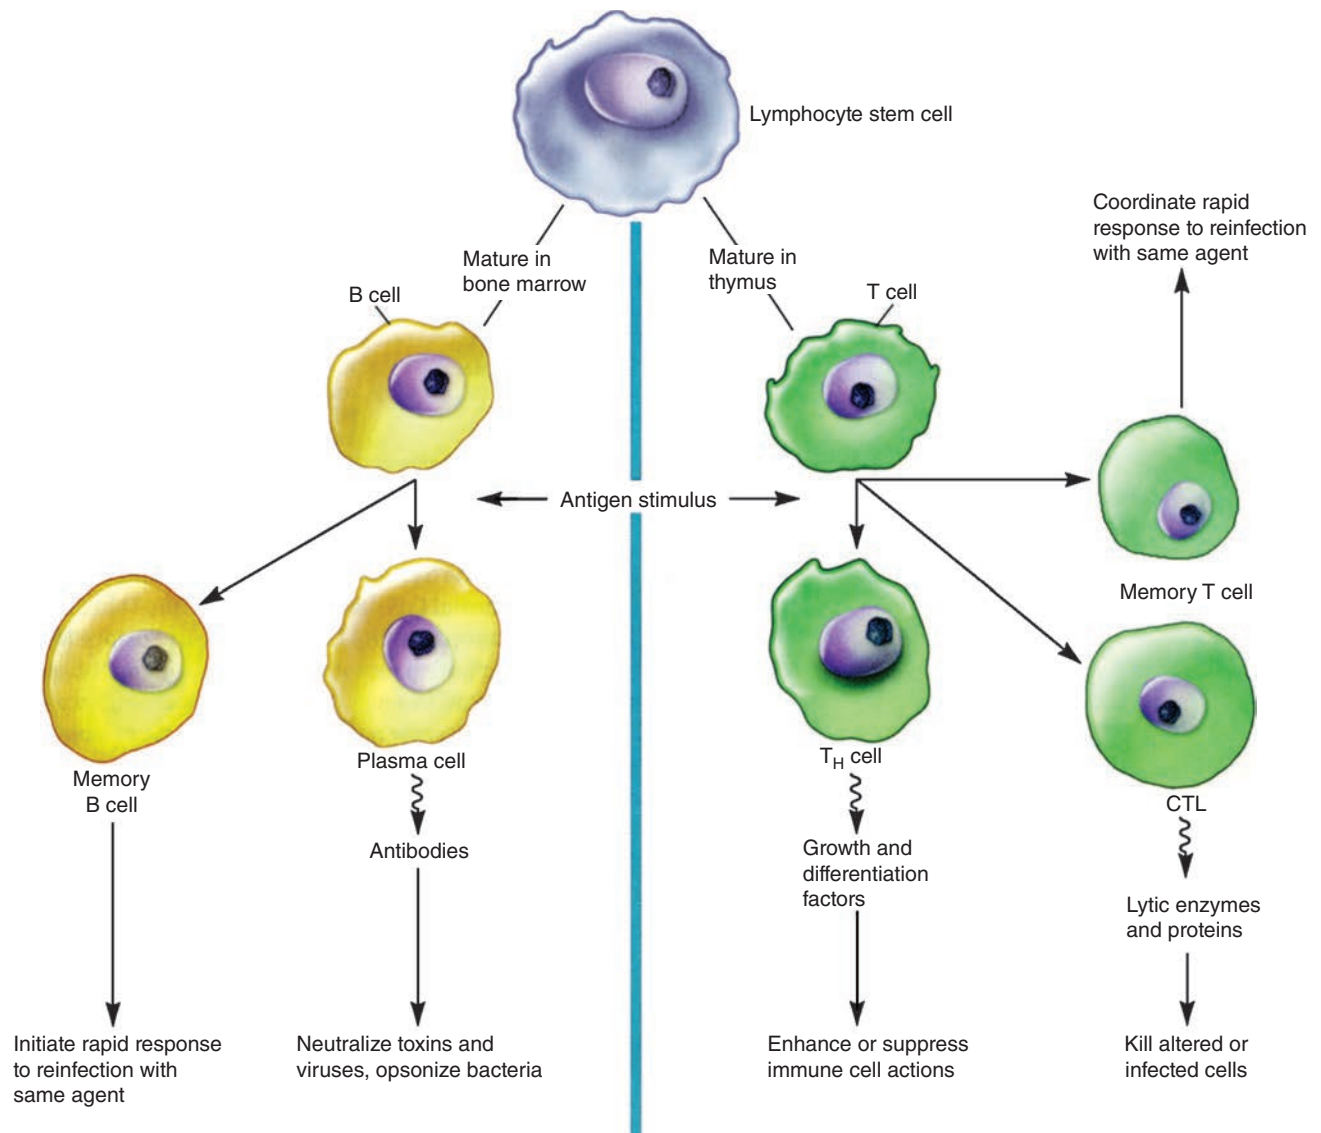 Lymphocyte stem cell
Coordinate rapid
response to reinfection
with same agent
Mature in
bone marrow
Mature in
thymus
B cell
T cell
Antigen stimulus
Memory T cell
Memory
B cell
Plasma cell
TH cell
CTL
Antibodies
Growth and
differentiation
factors
Lytic enzymes
and proteins
Initiate rapid response
to reinfection with
same agent
Neutralize toxins and
viruses, opsonize bacteria
Enhance or suppress
immune cell actions
Kill altered or
infected cells